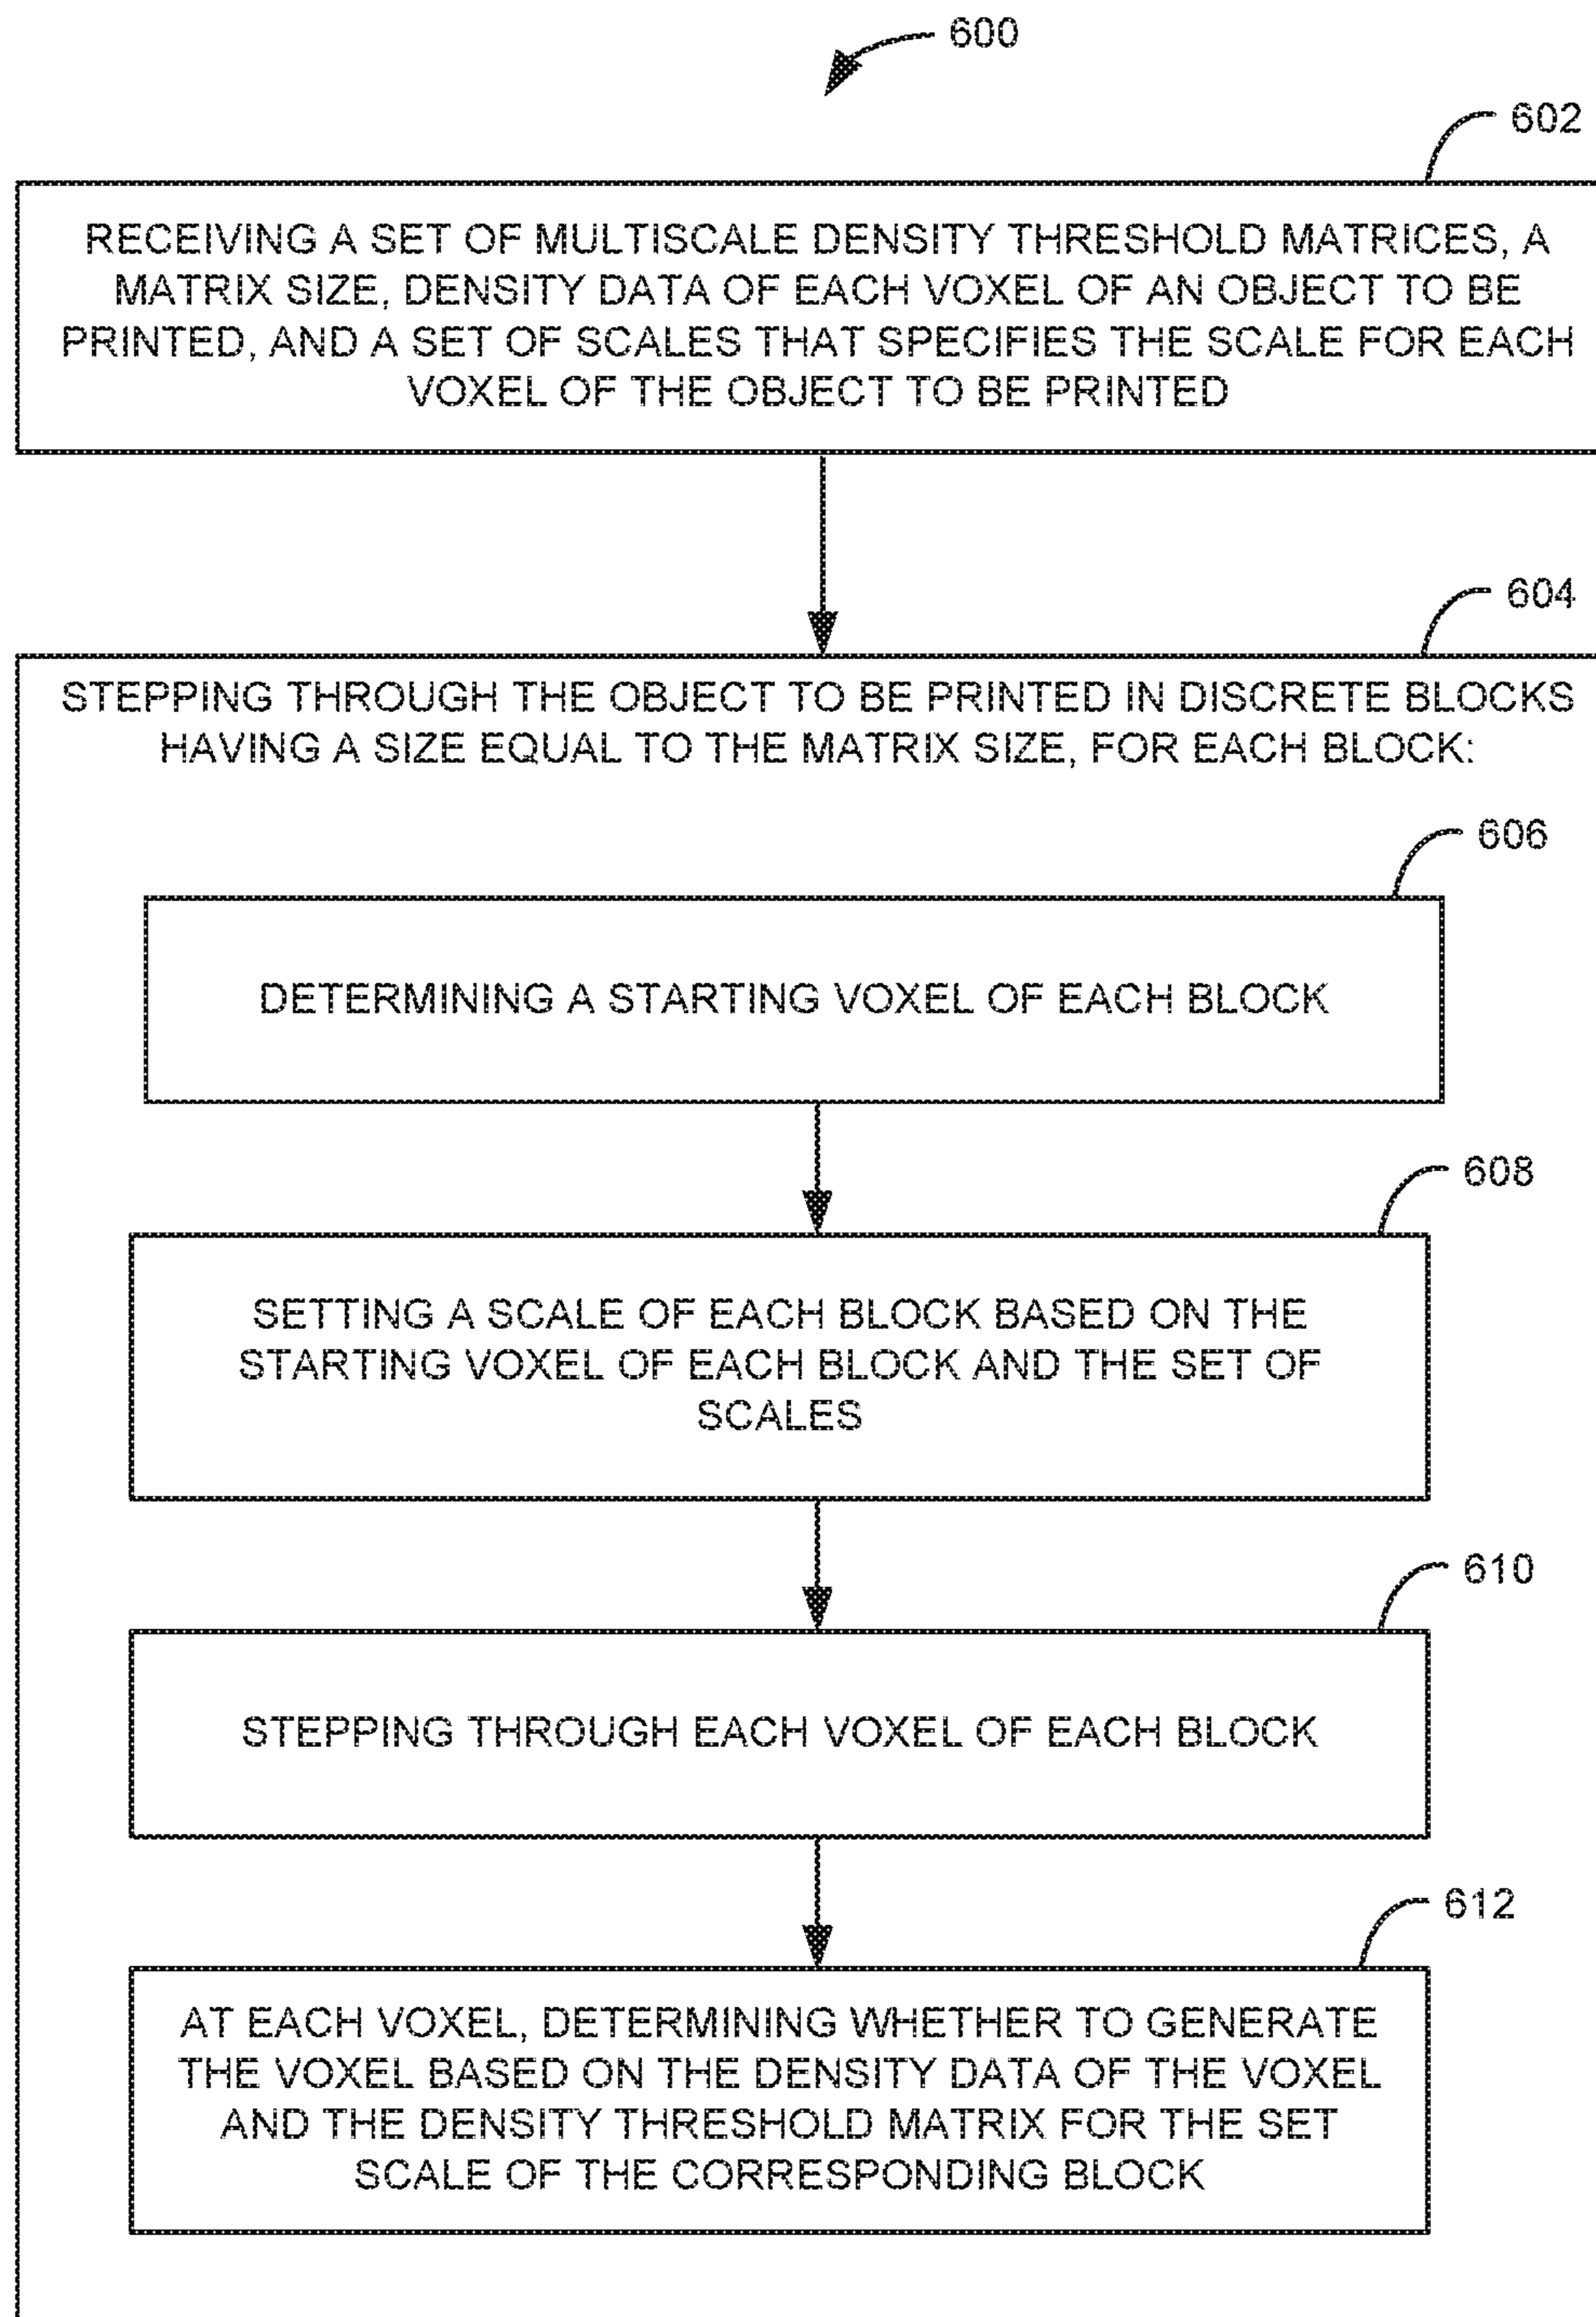 600
602
RECEIVING A SET OF MULTISCALE DENSITY THRESHOLD MATRICES, A
MATRIX SIZE, DENSITY DATA OF EACH VOXEL OF AN OBJECT TO BE
PRINTED, AND A SET OF SCALES THAT SPECIFIES THE SCALE FOR EACH
VOXEL OF THE OBJECT TO BE PRINTED
604
STEPPING THROUGH THE OBJECT TO BE PRINTED IN DISCRETE BLOCKS
HAVING A SIZE EQUAL TO THE MATRIX SIZE, FOR EACH BLOCK:
606
DETERMINING A STARTING VOXEL OF EACH BLOCK
608
SETTING A SCALE OF EACH BLOCK BASED ON THE
STARTING VOXEL OF EACH BLOCK AND THE SET OF
SCALES
610
STEPPING THROUGH EACH VOXEL OF EACH BLOCK
612
AT EACH VOXEL, DETERMINING WHETHER TO GENERATE
THE VOXEL BASED ON THE DENSITY DATA OF THE VOXEL
AND THE DENSITY THRESHOLD MATRIX FOR THE SET
SCALE OF THE CORRESPONDING BLOCK